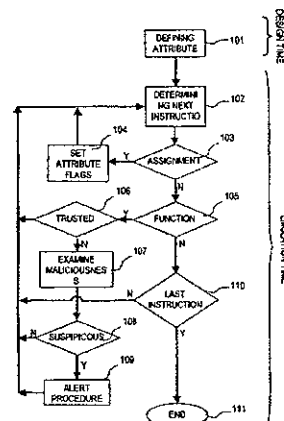 DESIGN TIME
DEFINING
ATTRIBUTE
101
DETERMINI
NG NEXT
INSTRUCTIO
102
103
ASSIGNMENT
Y
N
104
SET
ATTRIBUTE
FLAGS
105
FUNCTION
Y
N
106
TRUSTED
N
107
EXAMINE
MALICIOUSNES
S
108
SUSPIPICOUS
N
Y
109
ALERT
PROCEDURE
110
LAST
INSTRUCTION
N
Y
END
111